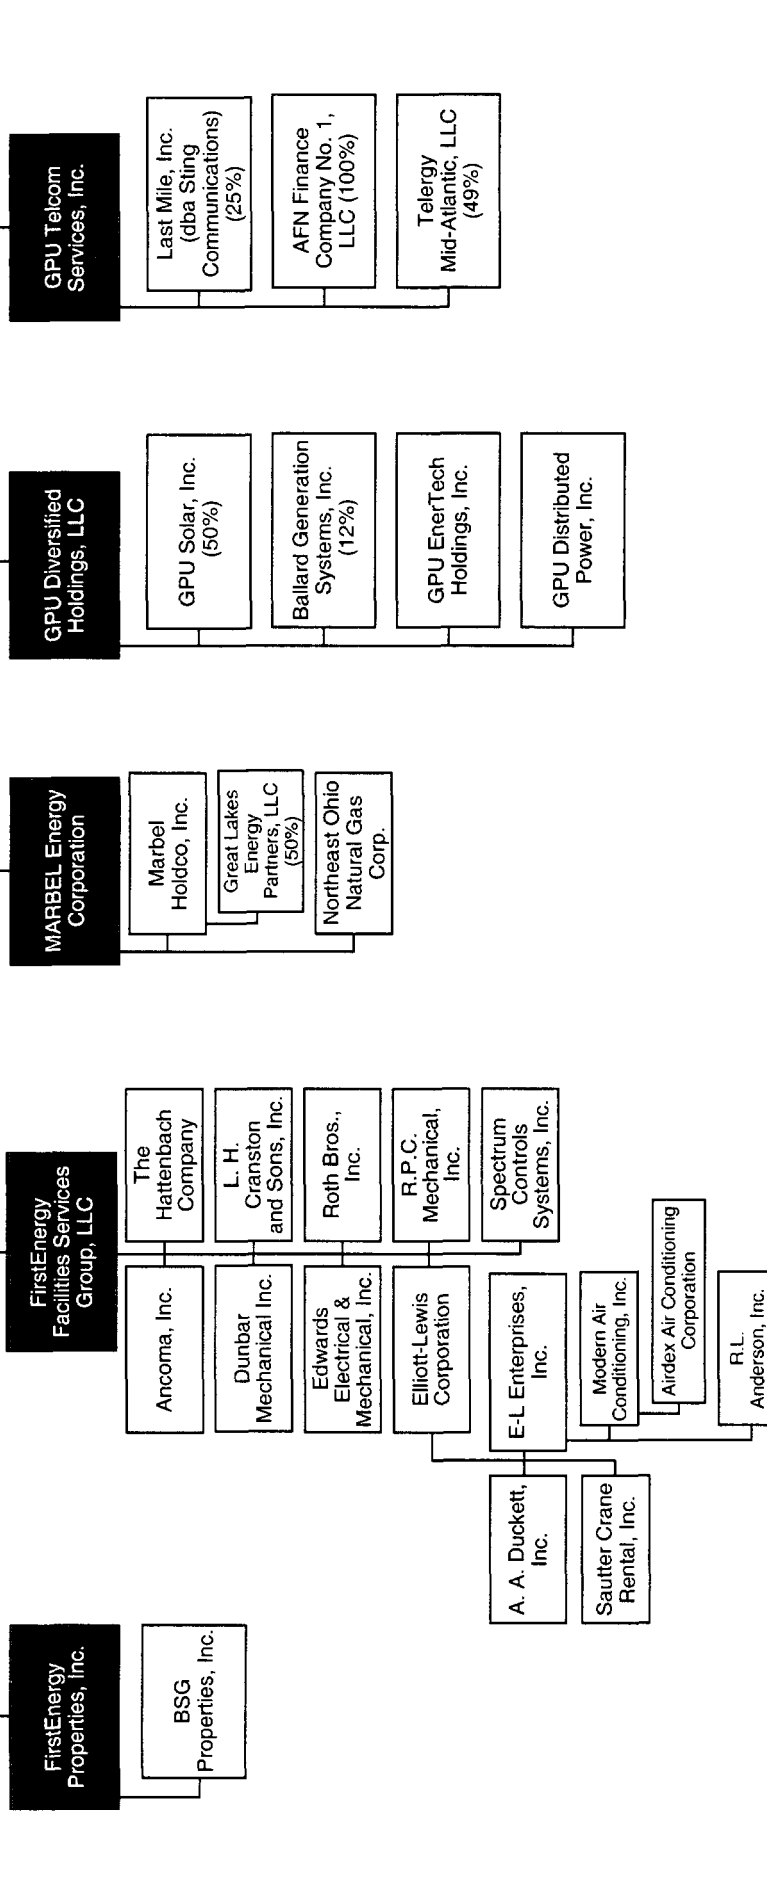 FirstEnergy
Properties, Inc.
BSG
Properties, Inc.
FirstEnergy
Facilities Services
Group, LLC
Ancoma, Inc.
The
Hattenbach
Company
Dunbar
Mechanical Inc.
L. H.
Cranston
and Sons, Inc.
Edwards
Electrical &
Mechanical, Inc.
Roth Bros.,
Inc.
Elliott-Lewis
Corporation
R.P.C.
Mechanical,
Inc.
Spectrum
Controls
Systems, Inc.
A. A. Duckett,
Inc.
E-L Enterprises,
Inc.
Sautter Crane
Rental, Inc.
Modern Air
Conditioning, Inc.
Airdex Air Conditioning
Corporation
R.L.
Anderson, Inc.
MARBEL Energy
Corporation
Marbel
Holdco, Inc.
Great Lakes
Energy
Partners, LLC
(50%)
Northeast Ohio
Natural Gas
Corp.
GPU Diversified
Holdings, LLC
GPU Solar, Inc.
(50%)
Ballard Generation
Systems, Inc.
(12%)
GPU EnerTech
Holdings, Inc.
GPU Distributed
Power, Inc.
GPU Telcom
Services, Inc.
Last Mile, Inc.
(dba Sting
Communications)
(25%)
AFN Finance
Company No. 1,
LLC (100%)
Telergy
Mid-Atlantic, LLC
(49%)